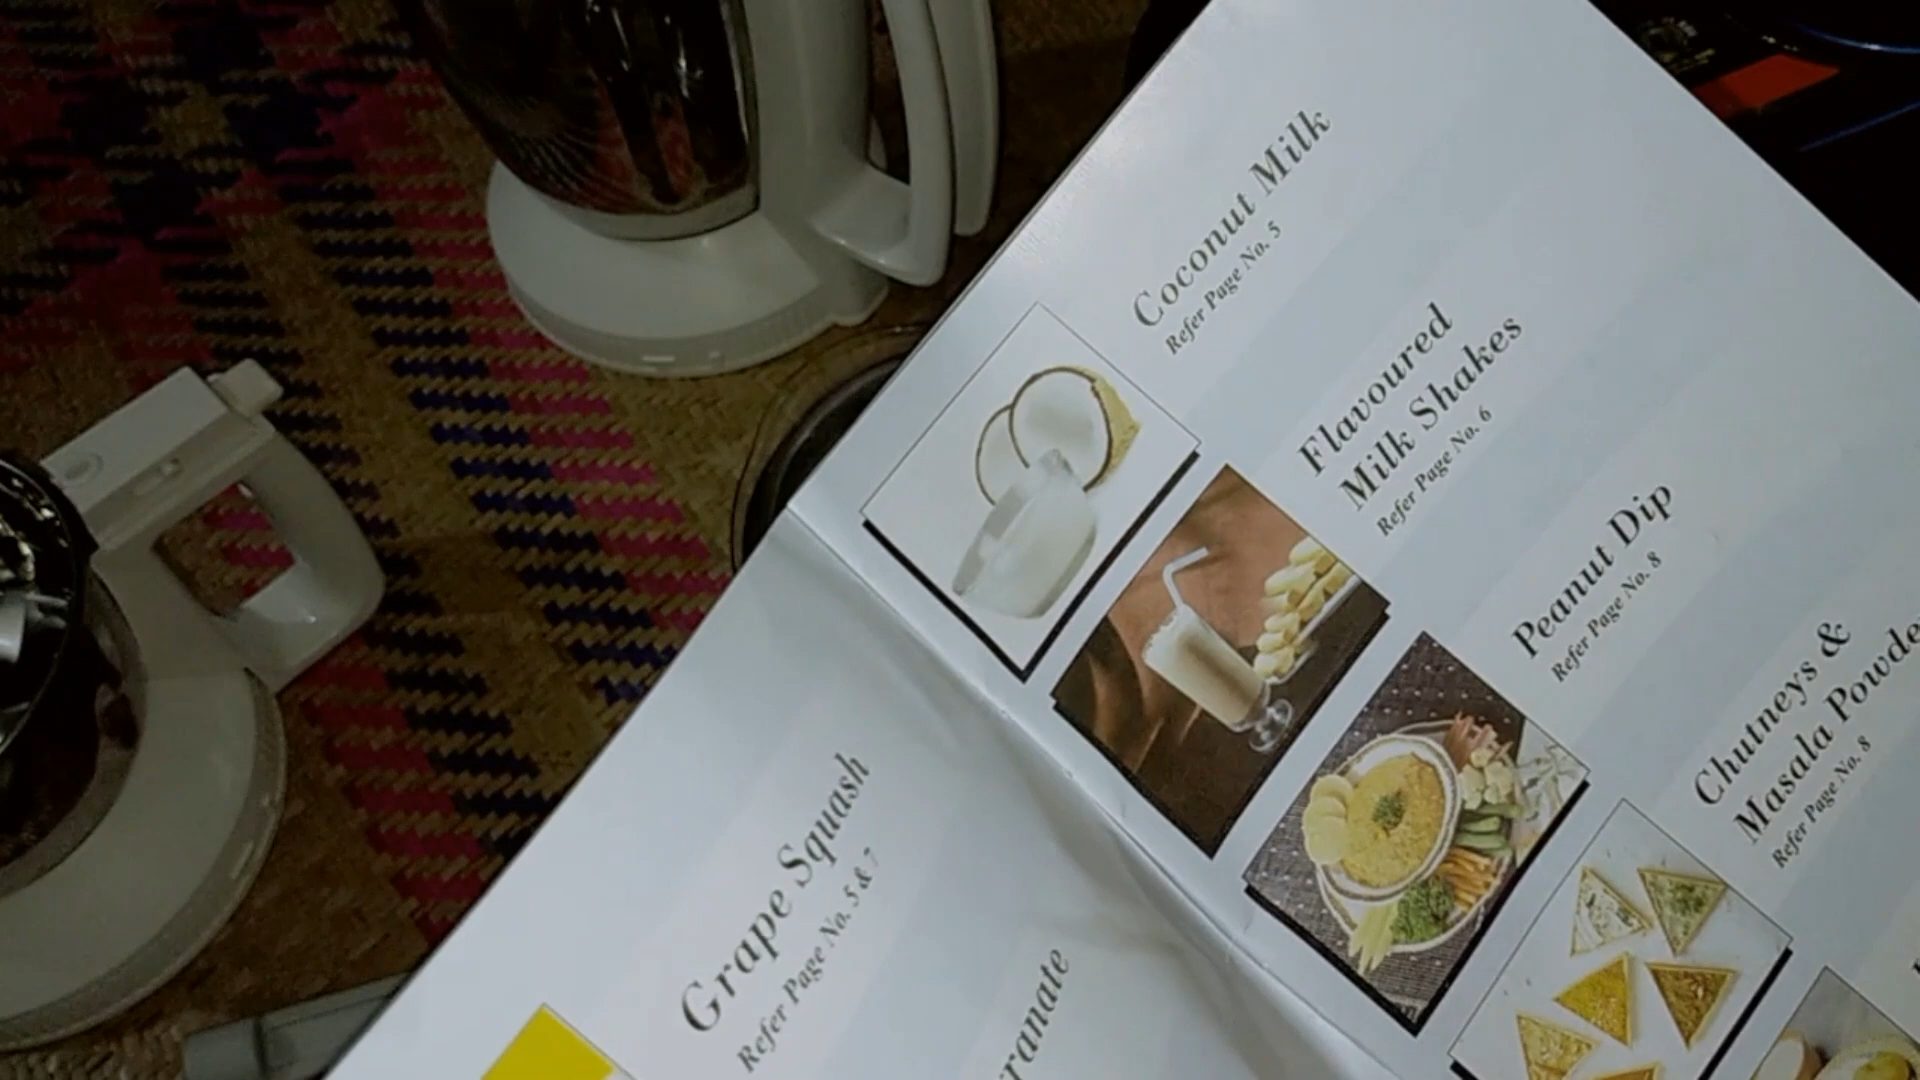 Coconut Milk
Refer Page No. 5
Flavoured
Milk Shakes
Refer Page No. 6
Peanut Dip
Refer Page No. 8
Chutneys &
Masala
Refer Page No. 8
Grape Squash
Refer Page No. 5 & 7